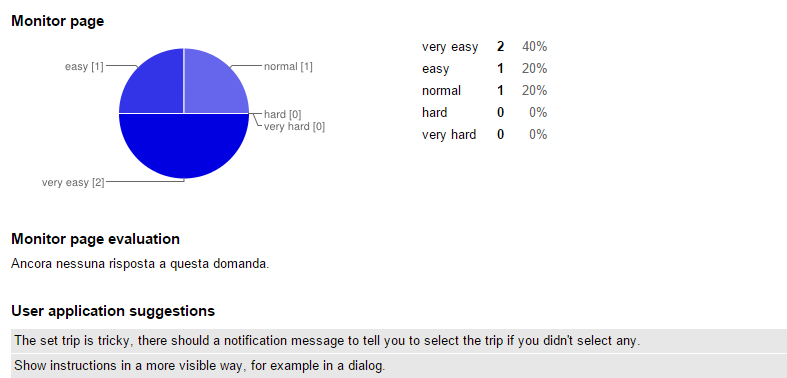 Monitor page
easy [1]
normal [1]
hard [0]
very hard [0]
very easy [2]
very easy 2 40%
easy 1 20%
normal 1 20%
hard 0 0%
very hard 0 0%
Monitor page evaluation
Ancora nessuna risposta a questa domanda.
User application suggestions
The set trip is tricky, there should a notification message to tell you to select the trip if you didn't select any.
Show instructions in a more visible way, for example in a dialog.